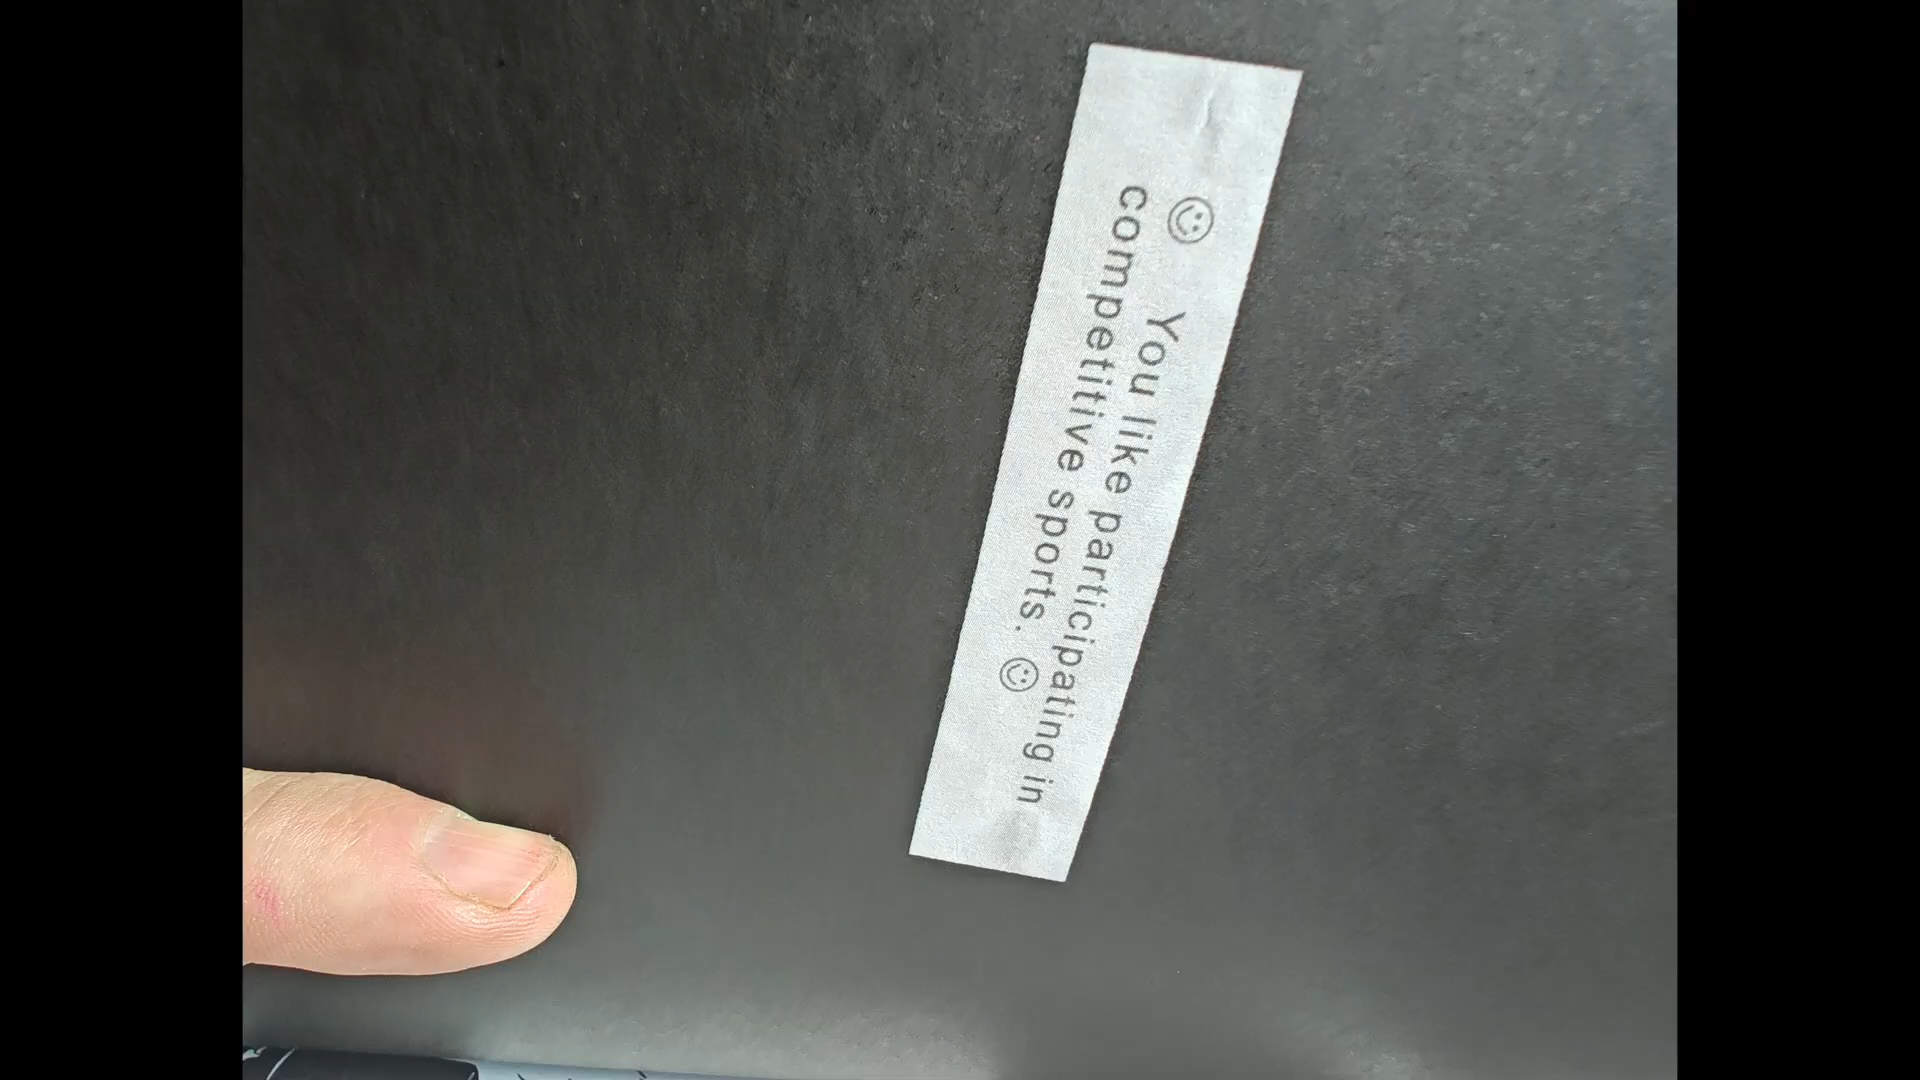 ☺ You like participating in
competitive sports. ☺